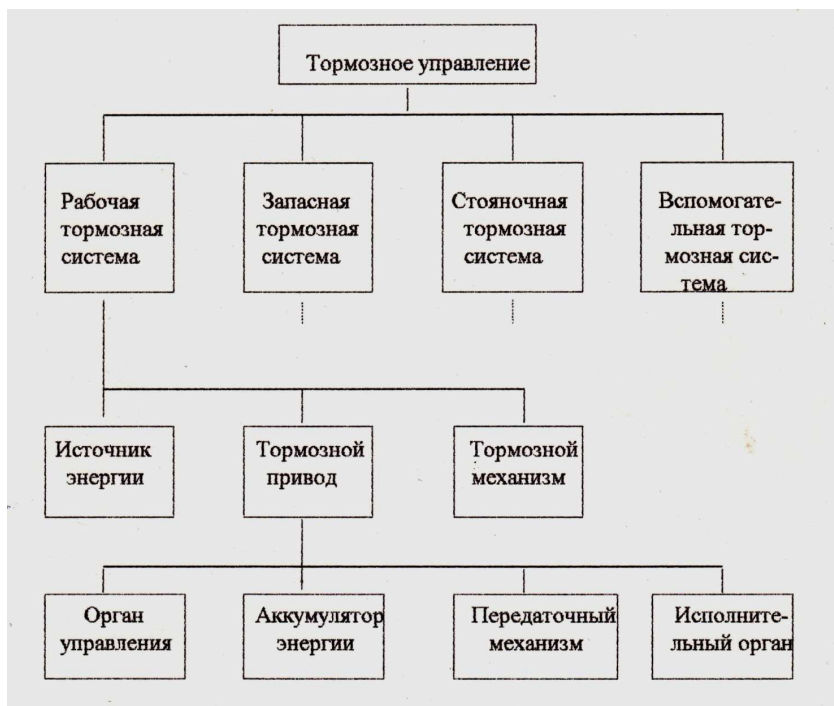 Тормозное управление
Рабочая
тормозная
система
Запасная
тормозная
система
Стояночная
тормозная
система
Вспомогате-
льная тор-
мозная сис-
тема
Источник
энергии
Тормозной
привод
Тормозной
механизм
Орган
управления
Аккумулятор
энергии
Передаточный
механизм
Исполните-
льный орган